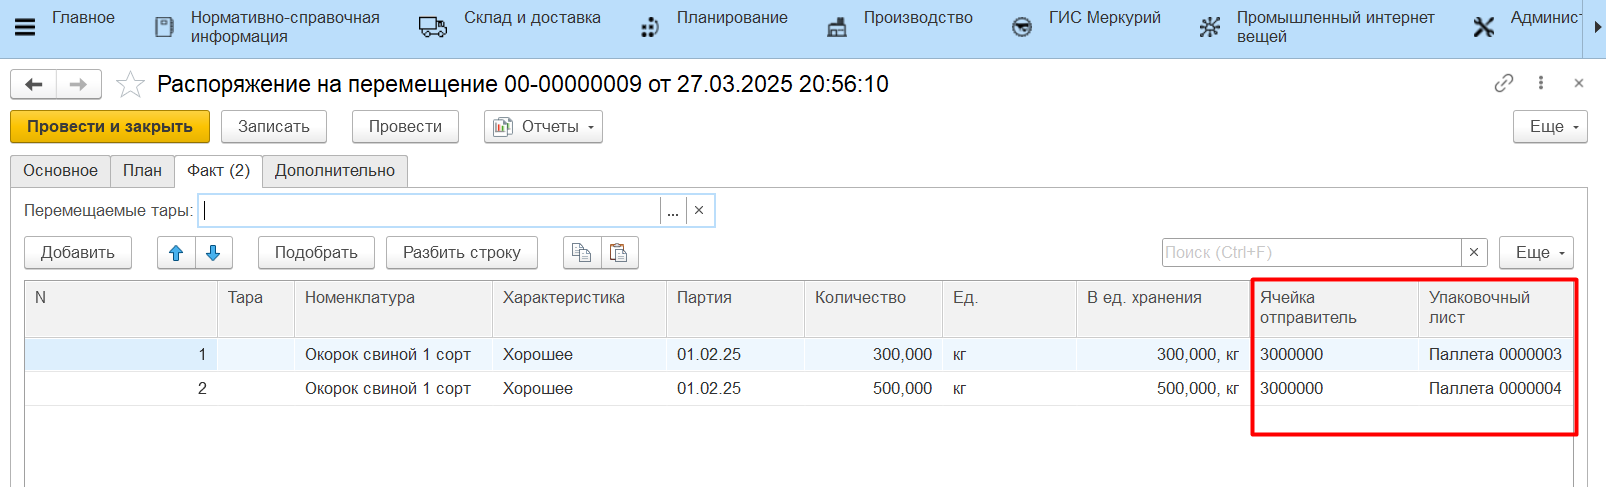 Главное
Нормативно-справочная информация
Склад и доставка
Планирование
Производство
ГИС Меркурий
Промышленный интернет вещей
Админист
Распоряжение на перемещение 00-00000009 от 27.03.2025 20:56:10
Провести и закрыть Записать Провести Отчеты Еще
Основное План Факт (2) Дополнительно
Перемещаемые тары: ...
Добавить Подобрать Разбить строку Поиск (Ctrl+F) Еще
N Тара Номенклатура Характеристика Партия Количество Ед. В ед. хранения Ячейка отправитель Упаковочный лист
1 Окорок свиной 1 сорт Хорошее 01.02.25 300,000 кг 300,000, кг 3000000 Паллета 0000003
2 Окорок свиной 1 сорт Хорошее 01.02.25 500,000 кг 500,000, кг 3000000 Паллета 0000004